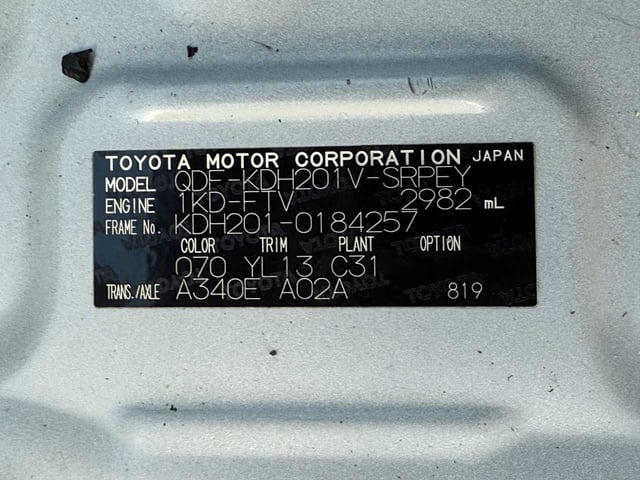 TOYOTA MOTOR CORPORATION JAPAN
MODEL QDF-KDH201V-SRPEY
ENGINE 1KD-FTV 2982 mL
FRAME No. KDH201-0184257
COLOR TRIM PLANT OPTION
070 YL13 C31
TRANS./AXLE A340E A02A 819